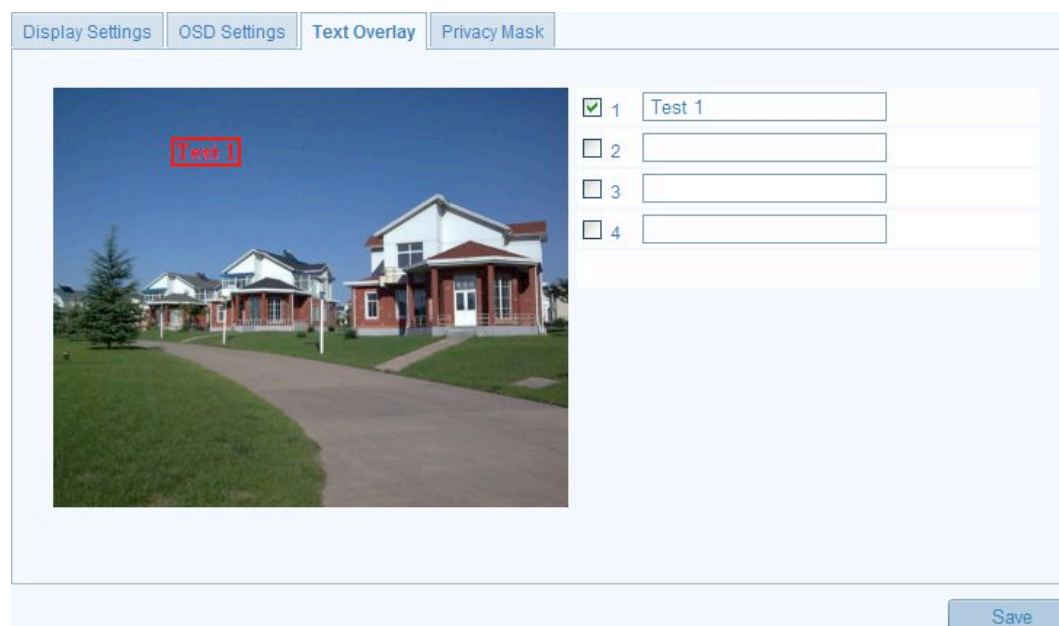 Display Settings OSD Settings Text Overlay Privacy Mask
Test 1
1 Test 1
2
3
4
Save